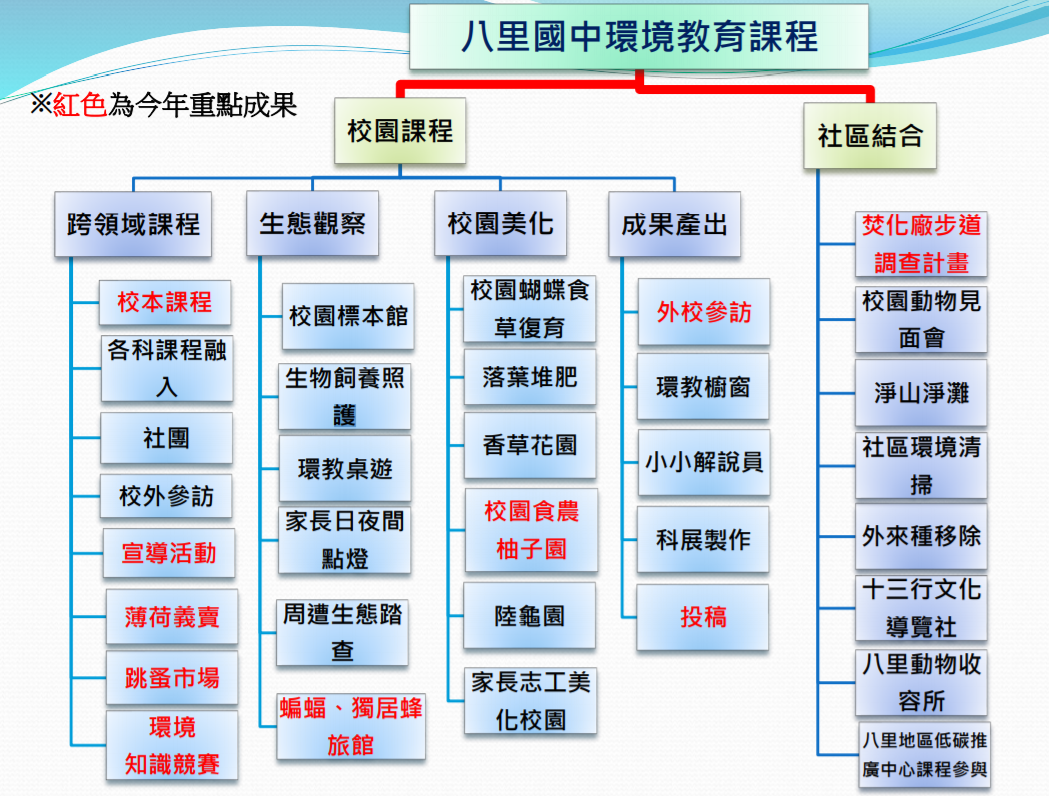 八里國中環境教育課程
※紅色為今年重點成果
校園課程
社區結合
跨領域課程
校本課程
各科課程融
入
社團
校外參訪
宣導活動
薄荷義賣
跳蚤市場
環境
知識競賽
生態觀察
校園標本館
生物飼養照
護
環教桌遊
家長日夜間
點燈
周遭生態踏
查
蝙蝠、獨居蜂
旅館
校園美化
校園蝴蝶食
草復育
落葉堆肥
香草花園
校園食農
柚子園
陸龜園
家長志工美
化校園
成果產出
外校參訪
環教櫥窗
小小解說員
科展製作
投稿
焚化廠步道
調查計畫
校園動物見
面會
淨山淨灘
社區環境清
掃
外來種移除
十三行文化
導覽社
八里動物收
容所
八里地區低碳推
廣中心課程參與